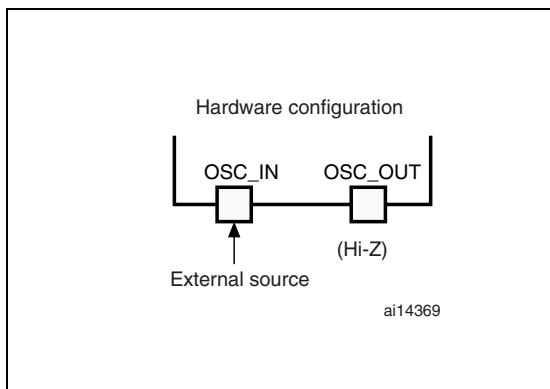 Hardware configuration
OSC_IN OSC_OUT
(Hi-Z)
External source
ai14369